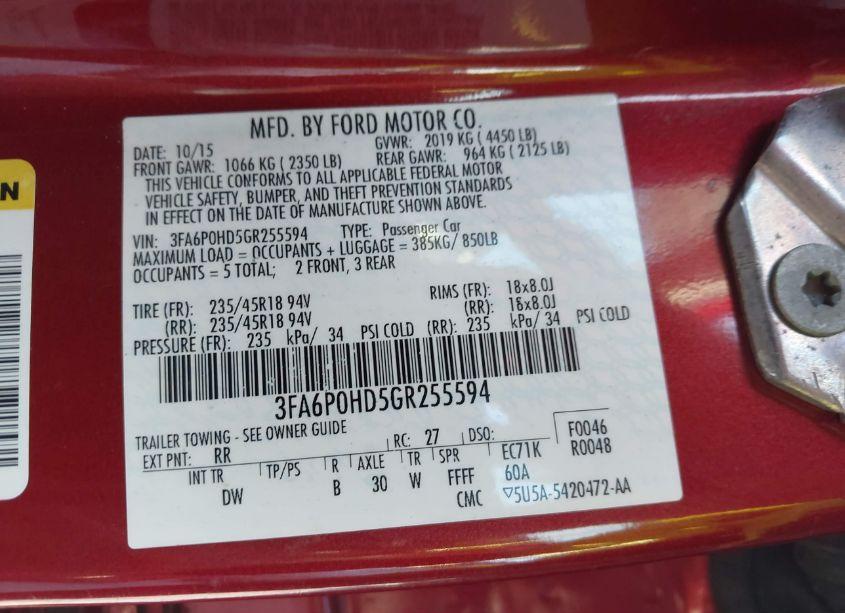 MFD. BY FORD MOTOR CO.
DATE: 10/15 GVWR: 2019 KG ( 4450 LB)
FRONT GAWR: 1066 KG ( 2350 LB) REAR GAWR: 964 KG ( 2125 LB)
THIS VEHICLE CONFORMS TO ALL APPLICABLE FEDERAL MOTOR
VEHICLE SAFETY, BUMPER, AND THEFT PREVENTION STANDARDS
IN EFFECT ON THE DATE OF MANUFACTURE SHOWN ABOVE.
VIN: 3FA6P0HD5GR255594 TYPE: Passenger Car
MAXIMUM LOAD = OCCUPANTS + LUGGAGE = 385KG/ 850LB
OCCUPANTS = 5 TOTAL; 2 FRONT, 3 REAR
TIRE (FR): 235/45R18 94V RIMS (FR): 18x8.0J
(RR): 235/45R18 94V (RR): 18x8.0J
PRESSURE (FR): 235 kPa/ 34 PSI COLD (RR): 235 kPa/ 34 PSI COLD
3FA6P0HD5GR255594
TRAILER TOWING - SEE OWNER GUIDE
EXT PNT: RR RC: 27 DSO: F0046
INT TR TP/PS R AXLE TR SPR EC71K R0048
DW B 30 W FFFF 60A
CMC ▽5U5A-5420472-AA